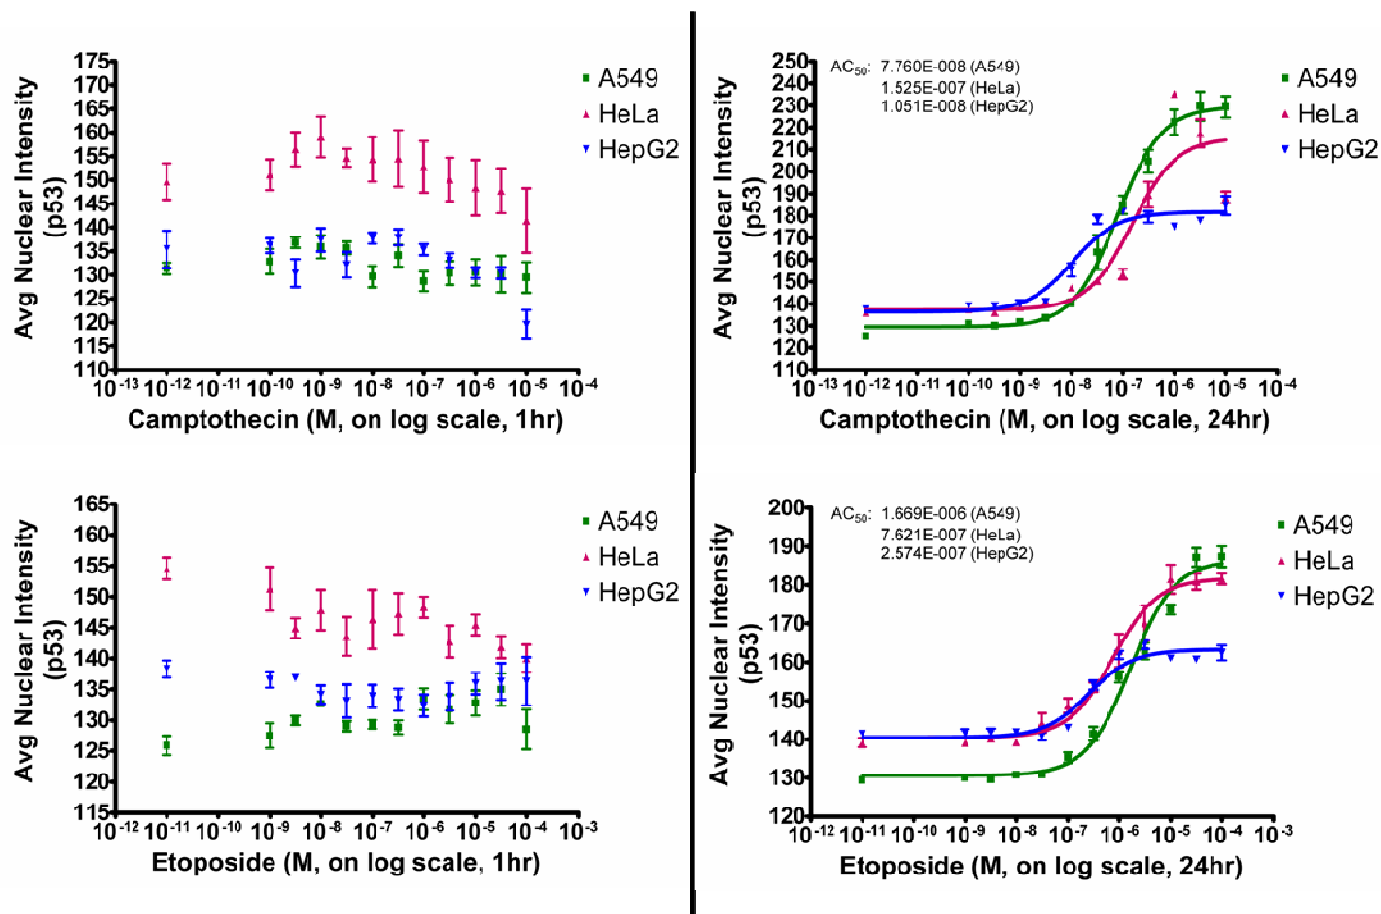 175
170
165
160
155
150
145
140
135
130
125
120
115
110
Avg Nuclear Intensity
(p53)
A549
HeLa
HepG2
10-13 10-12 10-11 10-10 10-9 10-8 10-7 10-6 10-5 10-4
Camptothecin (M, on log scale, 1hr)
250
240
230
220
210
200
190
180
170
160
150
140
130
120
110
Avg Nuclear Intensity
(p53)
AC50: 7.760E-008 (A549)
1.525E-007 (HeLa)
1.051E-008 (HepG2)
A549
HeLa
HepG2
10-13 10-12 10-11 10-10 10-9 10-8 10-7 10-6 10-5 10-4
Camptothecin (M, on log scale, 24hr)
165
160
155
150
145
140
135
130
125
120
115
Avg Nuclear Intensity
(p53)
A549
HeLa
HepG2
10-12 10-11 10-10 10-9 10-8 10-7 10-6 10-5 10-4 10-3
Etoposide (M, on log scale, 1hr)
200
190
180
170
160
150
140
130
120
Avg Nuclear Intensity
(p53)
AC50: 1.669E-006 (A549)
7.621E-007 (HeLa)
2.574E-007 (HepG2)
A549
HeLa
HepG2
10-12 10-11 10-10 10-9 10-8 10-7 10-6 10-5 10-4 10-3
Etoposide (M, on log scale, 24hr)